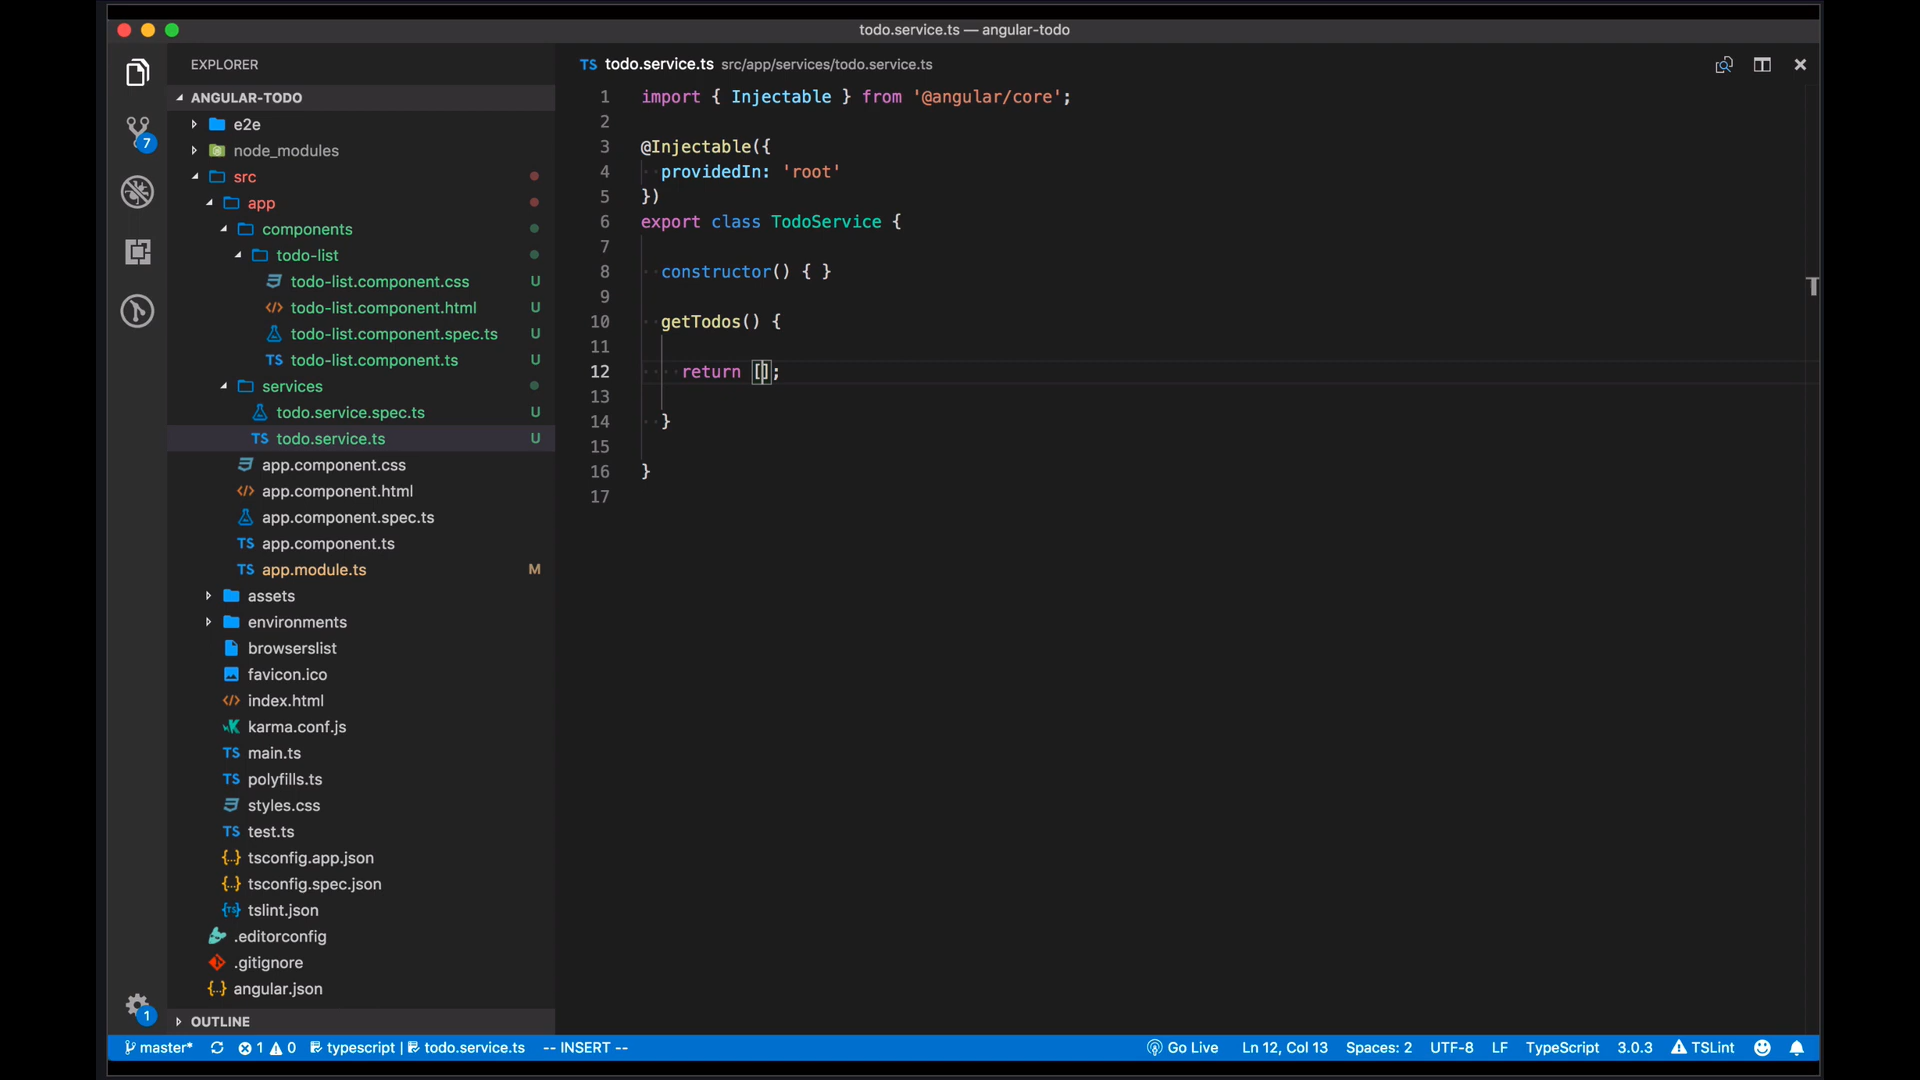 todo.service.ts — angular-todo
EXPLORER
ANGULAR-TODO
e2e
node_modules
src
app
components
todo-list
todo-list.component.css U
todo-list.component.html U
todo-list.component.spec.ts U
todo-list.component.ts U
services
todo.service.spec.ts U
TS todo.service.ts U
app.component.css
app.component.html
app.component.spec.ts
TS app.component.ts
TS app.module.ts M
assets
environments
browserslist
favicon.ico
index.html
karma.conf.js
TS main.ts
TS polyfills.ts
styles.css
TS test.ts
{..} tsconfig.app.json
{..} tsconfig.spec.json
tslint.json
.editorconfig
.gitignore
{..} angular.json
OUTLINE
7
1
TS todo.service.ts src/app/services/todo.service.ts
1 import { Injectable } from '@angular/core';
2
3 @Injectable({
4 providedIn: 'root'
5 })
6 export class TodoService {
7
8 constructor() { }
9
10 getTodos() {
11
12 return [];
13
14 }
15
16 }
17
master* 1 0 typescript | todo.service.ts -- INSERT -- Go Live Ln 12, Col 13 Spaces: 2 UTF-8 LF TypeScript 3.0.3 TSLint